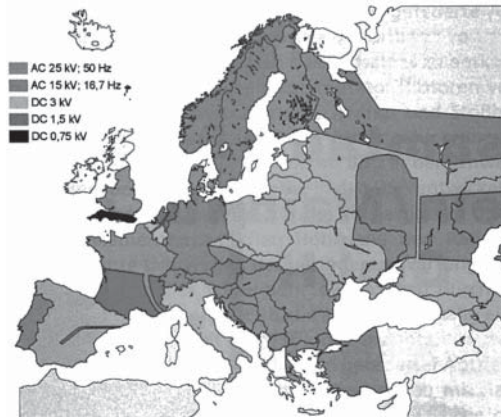 AC 25 kV; 50 Hz
AC 15 kV; 16,7 Hz
DC 3 kV
DC 1,5 kV
DC 0,75 kV